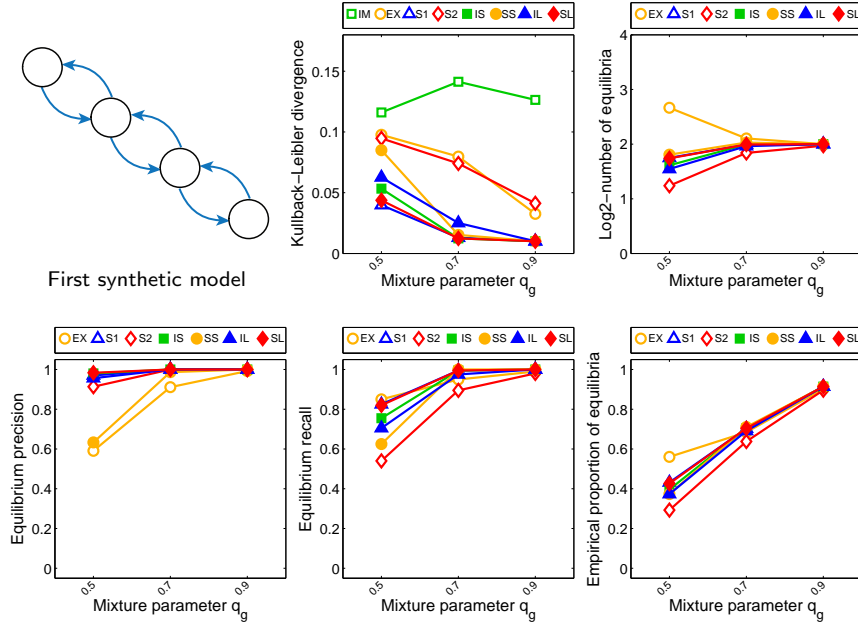 First synthetic model
IM EX S1 S2 IS SS IL SL
Kullback−Leibler divergence
0.15
0.1
0.05
0
0.5 0.7 0.9
Mixture parameter q_g
EX S1 S2 IS SS IL SL
Log2−number of equilibria
4
3
2
1
0
0.5 0.7 0.9
Mixture parameter q_g
EX S1 S2 IS SS IL SL
Equilibrium precision
1
0.8
0.6
0.4
0.2
0
0.5 0.7 0.9
Mixture parameter q_g
EX S1 S2 IS SS IL SL
Equilibrium recall
1
0.8
0.6
0.4
0.2
0
0.5 0.7 0.9
Mixture parameter q_g
EX S1 S2 IS SS IL SL
Empirical proportion of equilibria
1
0.8
0.6
0.4
0.2
0
0.5 0.7 0.9
Mixture parameter q_g